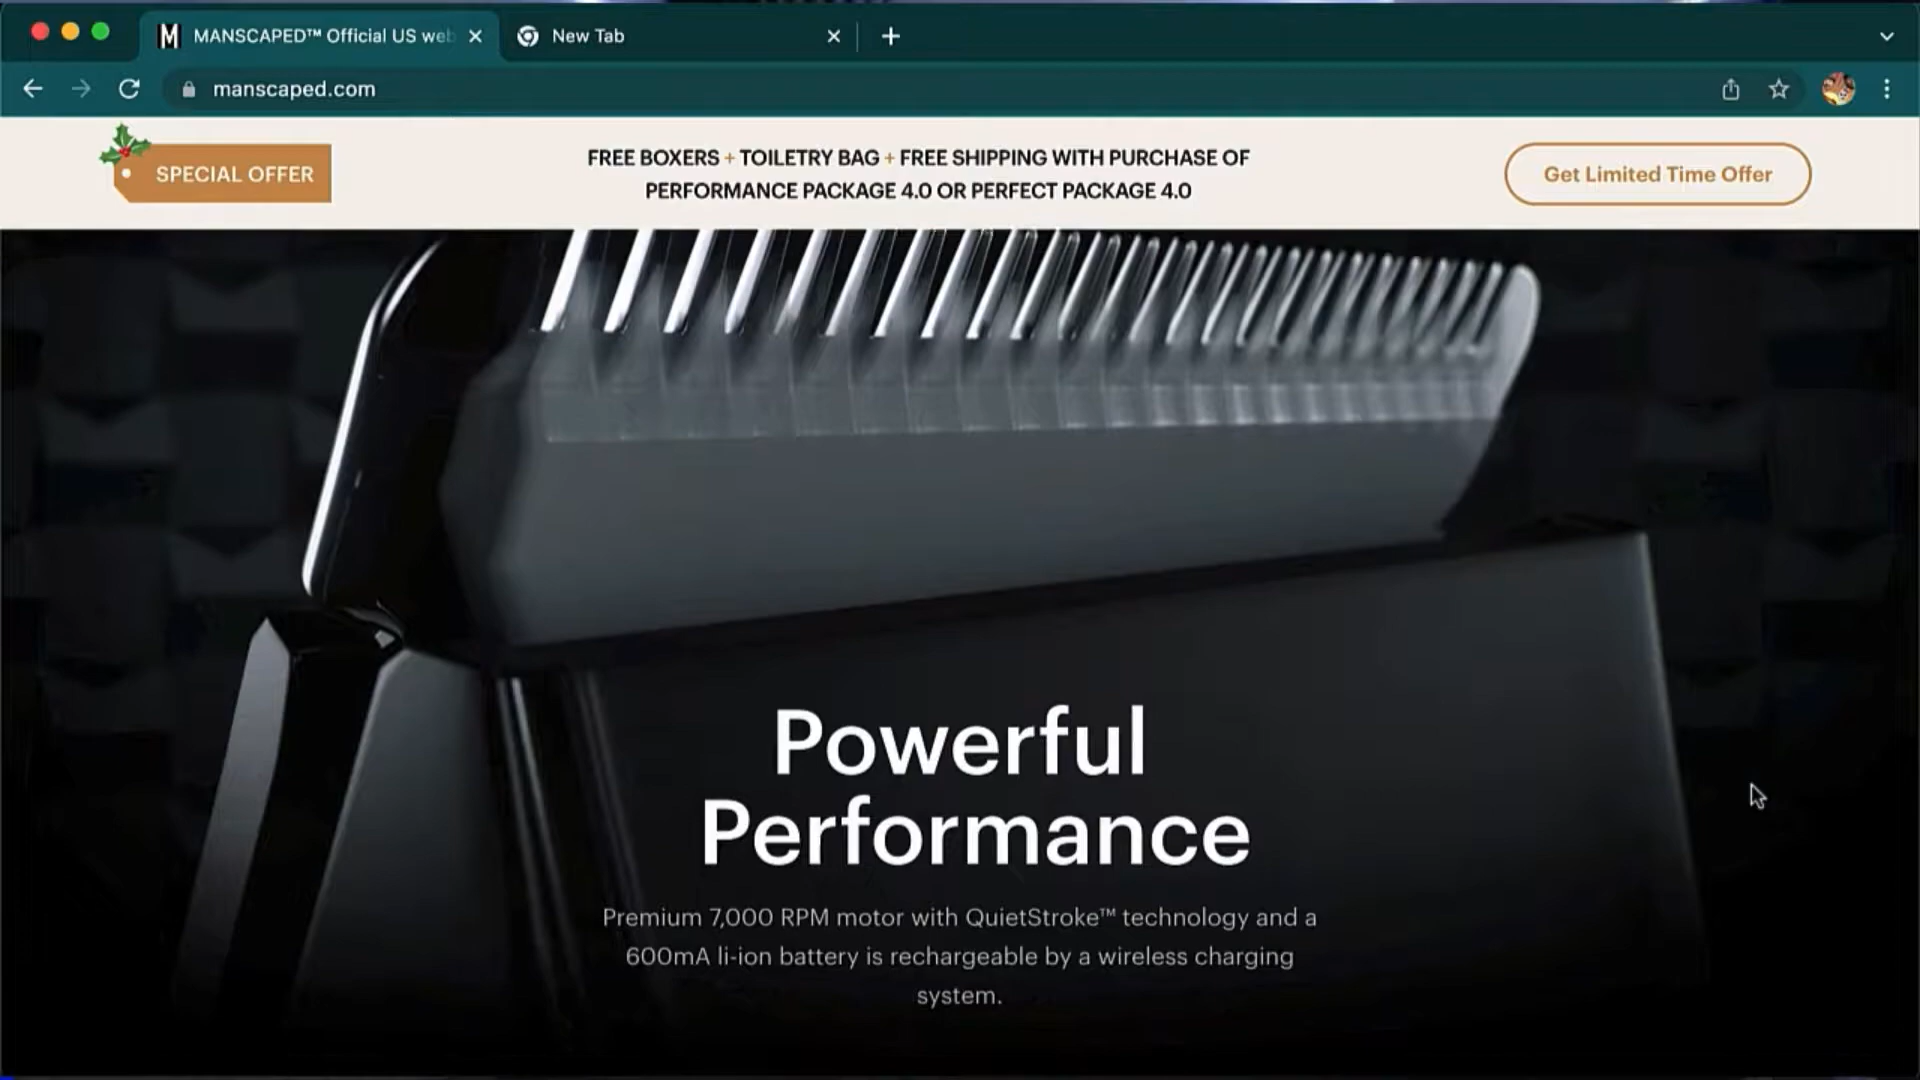 MANSCAPED™ Official US web
New Tab
manscaped.com
SPECIAL OFFER
FREE BOXERS + TOILETRY BAG + FREE SHIPPING WITH PURCHASE OF
PERFORMANCE PACKAGE 4.0 OR PERFECT PACKAGE 4.0
Get Limited Time Offer
Powerful
Performance
Premium 7,000 RPM motor with QuietStroke™ technology and a
600mA li-ion battery is rechargeable by a wireless charging
system.